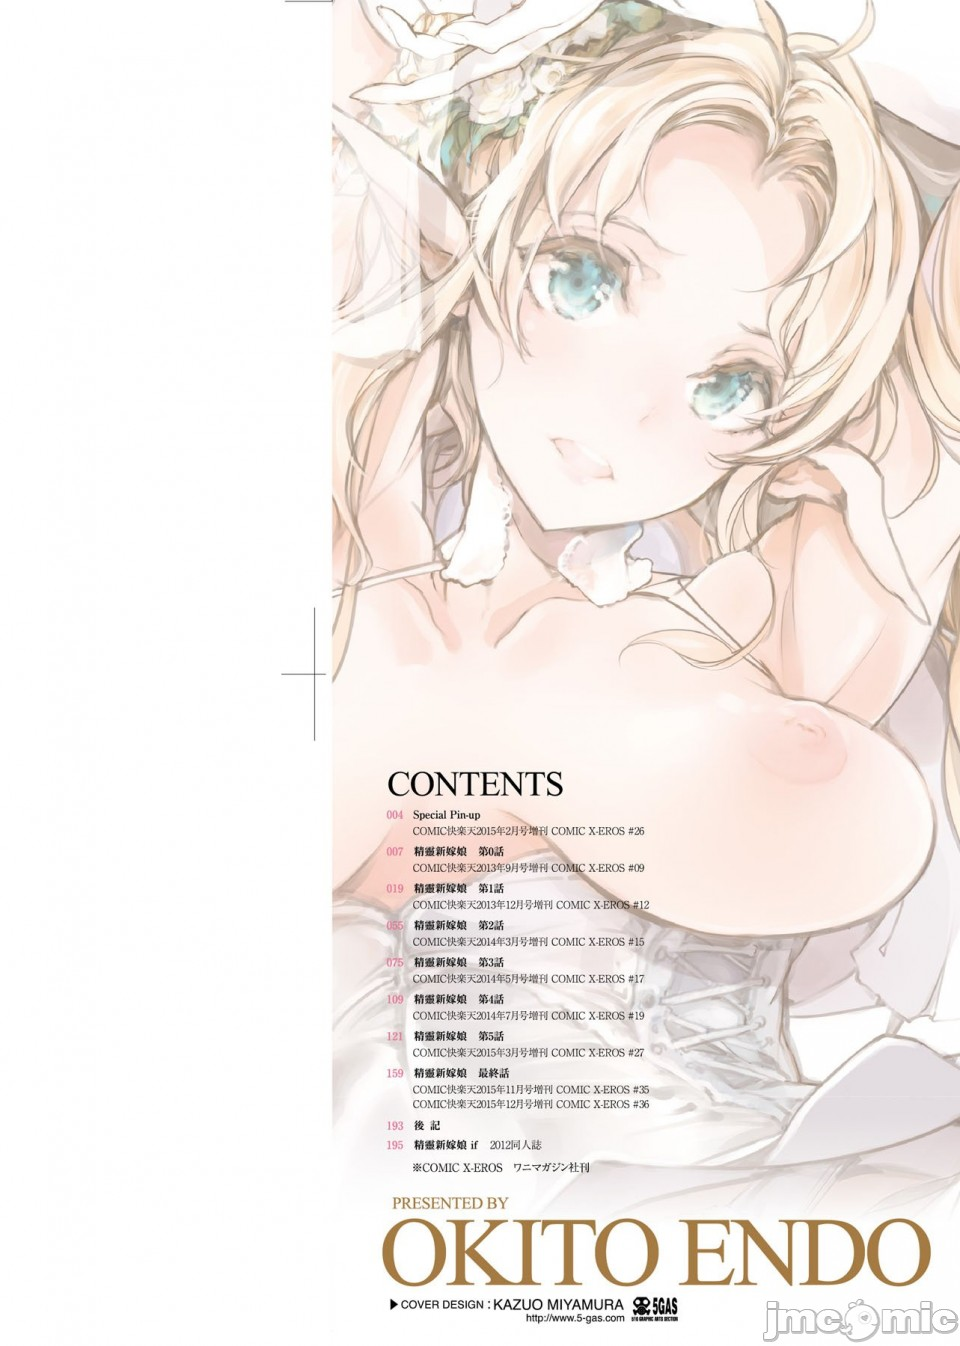 CONTENTS
004 Special Pin-up
COMIC快楽天2015年2月号増刊 COMIC X-EROS #26
007 精靈新嫁娘　第0話
COMIC快楽天2013年9月号増刊 COMIC X-EROS #09
019 精靈新嫁娘　第1話
COMIC快楽天2013年12月号増刊 COMIC X-EROS #12
055 精靈新嫁娘　第2話
COMIC快楽天2014年3月号増刊 COMIC X-EROS #15
075 精靈新嫁娘　第3話
COMIC快楽天2014年5月号増刊 COMIC X-EROS #17
109 精靈新嫁娘　第4話
COMIC快楽天2014年7月号増刊 COMIC X-EROS #19
121 精靈新嫁娘　第5話
COMIC快楽天2015年3月号増刊 COMIC X-EROS #27
159 精靈新嫁娘　最終話
COMIC快楽天2015年11月号増刊 COMIC X-EROS #35
COMIC快楽天2015年12月号増刊 COMIC X-EROS #36
193 後 記
195 精靈新嫁娘 if　2012同人誌
※COMIC X-EROS　ワニマガジン社刊
PRESENTED BY
OKITO ENDO
▶COVER DESIGN : KAZUO MIYAMURA
http://www.5-gas.com
5GAS
5TH GRAPHIC ARTS SECTION
jmcomic